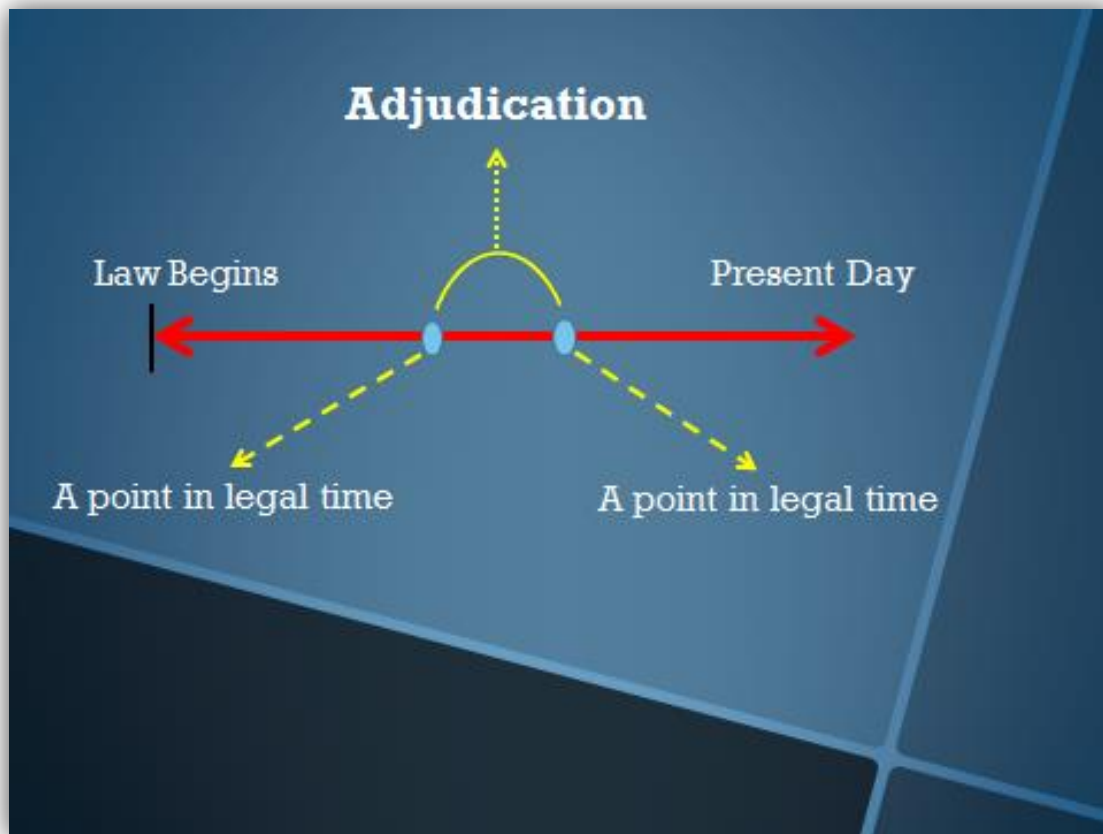 Adjudication
Law Begins
Present Day
A point in legal time
A point in legal time